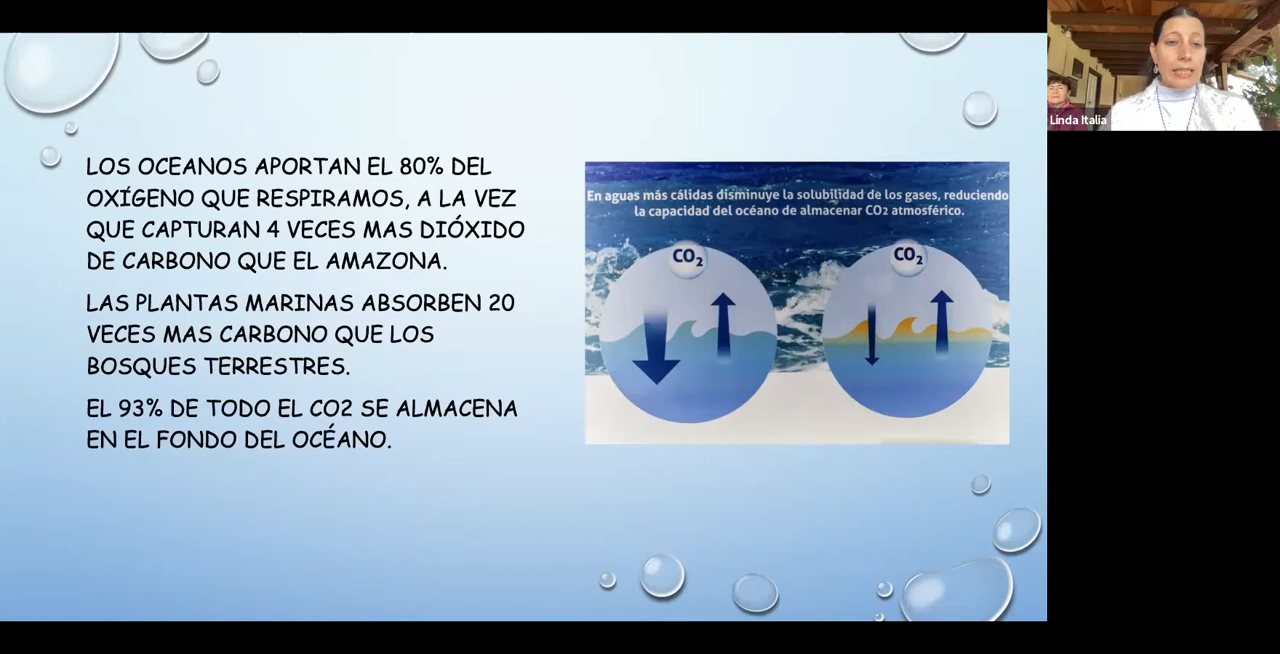 LOS OCEANOS APORTAN EL 80% DEL
OXÍGENO QUE RESPIRAMOS, A LA VEZ
QUE CAPTURAN 4 VECES MAS DIÓXIDO
DE CARBONO QUE EL AMAZONA.
LAS PLANTAS MARINAS ABSORBEN 20
VECES MAS CARBONO QUE LOS
BOSQUES TERRESTRES.
EL 93% DE TODO EL CO2 SE ALMACENA
EN EL FONDO DEL OCÉANO.
En aguas más cálidas disminuye la solubilidad de los gases, reduciendo
la capacidad del océano de almacenar CO₂ atmosférico.
CO₂
CO₂
Linda Italia